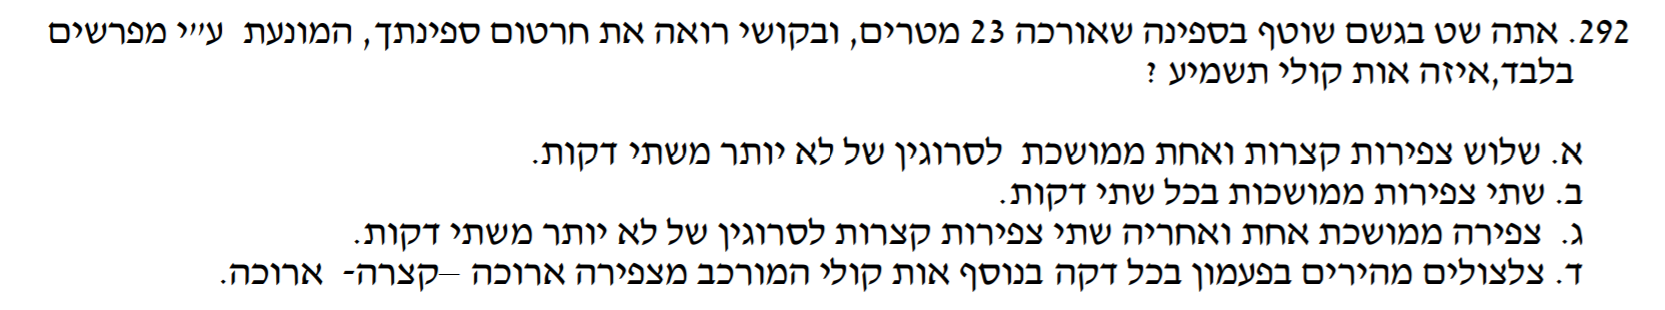 292. אתה שט בגשם שוטף בספינה שאורכה 23 מטרים, ובקושי רואה את חרטום ספינתך, המונעת ע״י מפרשים
בלבד,איזה אות קולי תשמיע ?
א. שלוש צפירות קצרות ואחת ממושכת לסרוגין של לא יותר משתי דקות.
ב. שתי צפירות ממושכות בכל שתי דקות.
ג. צפירה ממושכת אחת ואחריה שתי צפירות קצרות לסרוגין של לא יותר משתי דקות.
ד. צלצולים מהירים בפעמון בכל דקה בנוסף אות קולי המורכב מצפירה ארוכה –קצרה- ארוכה.